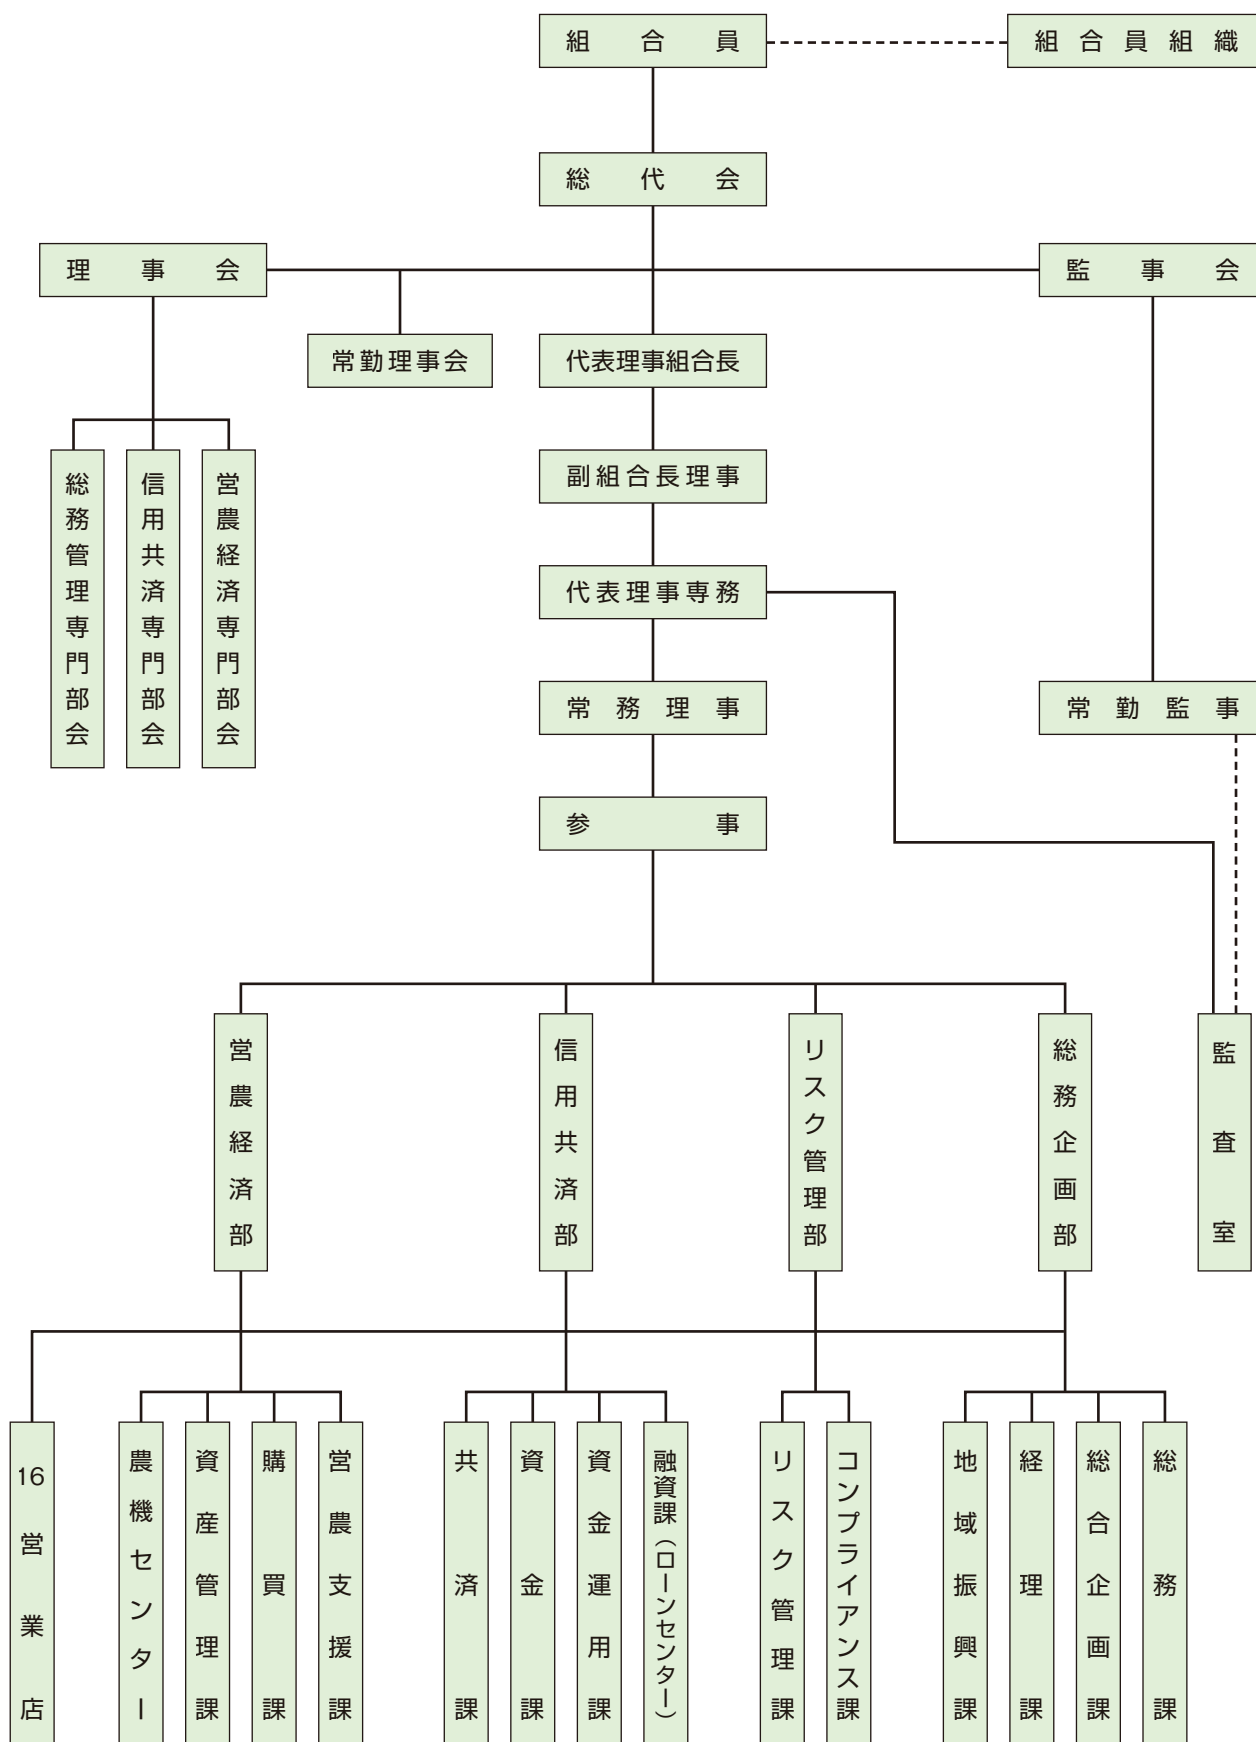 組合員
組合員組織
総代会
理事会
監事会
常勤理事会
代表理事組合長
副組合長理事
総務管理専門部会
信用共済専門部会
営農経済専門部会
代表理事専務
常務理事
常勤監事
参事
営農経済部
信用共済部
リスク管理部
総務企画部
監査室
16営業店
農機センター
資産管理課
購買課
営農支援課
共済課
資金課
資金運用課
融資課(ローンセンター)
リスク管理課
コンプライアンス課
地域振興課
経理課
総合企画課
総務課